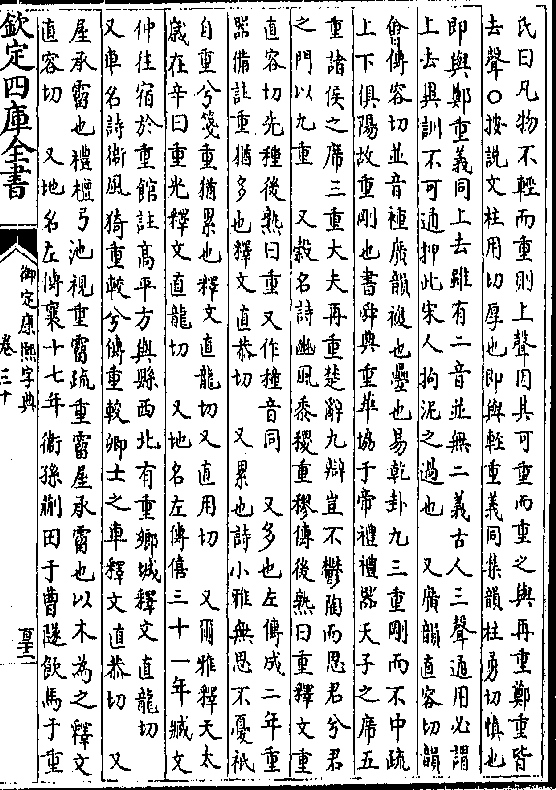 氏曰凡物不輕而重則上聲因其可重而重之與再重鄭重皆
去聲○按說文柱用切厚也即輕重義同集韻柱勇切慎也
即與鄭重義同上去雖有二音並無二義古人三聲通用必謂
上去異訓不可通抑此宋人拘泥之過也　又廣韻直容切韻
會傳容切並音褈廣韻複也疊也易乾卦九三重剛而不中疏
上下俱陽故重剛也書舜典重華協于帝禮禮器天子之席五
重諸侯之席三重大夫再重楚辭九辯豈不鬱陶而思君兮君
之門以九重　又穀名詩豳風黍稷重穋傳後熟曰重釋文重
直容切先種後熟曰重又作種音同　又多也左傳成二年重
器備註重猶多也釋文直恭切　又累也詩小雅無思不憂祇
自重兮箋重猶累也釋文直龍切又直用切　又爾雅釋天太
歲在辛曰重光釋文直龍切　又地名左傳僖三十一年臧文
仲往宿於重館註高平方與縣西北有重鄉城釋文直龍切
又車名詩衛風猗重較兮傳重較卿士之車釋文直恭切　又
屋承霤也禮檀弓池視重霤疏重霤屋承霤也以木為之釋文
直容切　又地名左傳襄十七年衛孫蒯田于曹隧飲馬于重
欽定四庫全書
御定康熙字典
卷三十